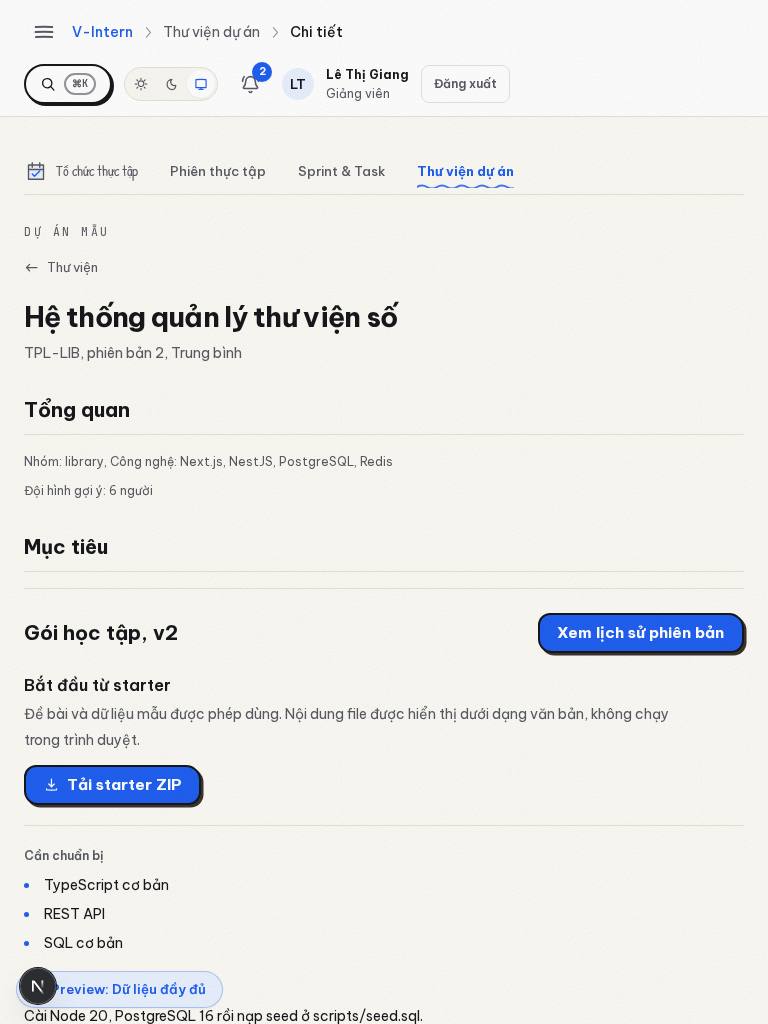 V-Intern > Thư viện dự án > Chi tiết
⌘K
2
LT
Lê Thị Giang
Giảng viên
Đăng xuất
Tổ chức thực tập
Phiên thực tập
Sprint & Task
Thư viện dự án
DỰ ÁN MẪU
← Thư viện
Hệ thống quản lý thư viện số
TPL-LIB, phiên bản 2, Trung bình
Tổng quan
Nhóm: library, Công nghệ: Next.js, NestJS, PostgreSQL, Redis
Đội hình gợi ý: 6 người
Mục tiêu
Gói học tập, v2
Xem lịch sử phiên bản
Bắt đầu từ starter
Đề bài và dữ liệu mẫu được phép dùng. Nội dung file được hiển thị dưới dạng văn bản, không chạy
trong trình duyệt.
Tải starter ZIP
Cần chuẩn bị
TypeScript cơ bản
REST API
SQL cơ bản
N
Preview: Dữ liệu đầy đủ
Cài Node 20, PostgreSQL 16 rồi nạp seed ở scripts/seed.sql.